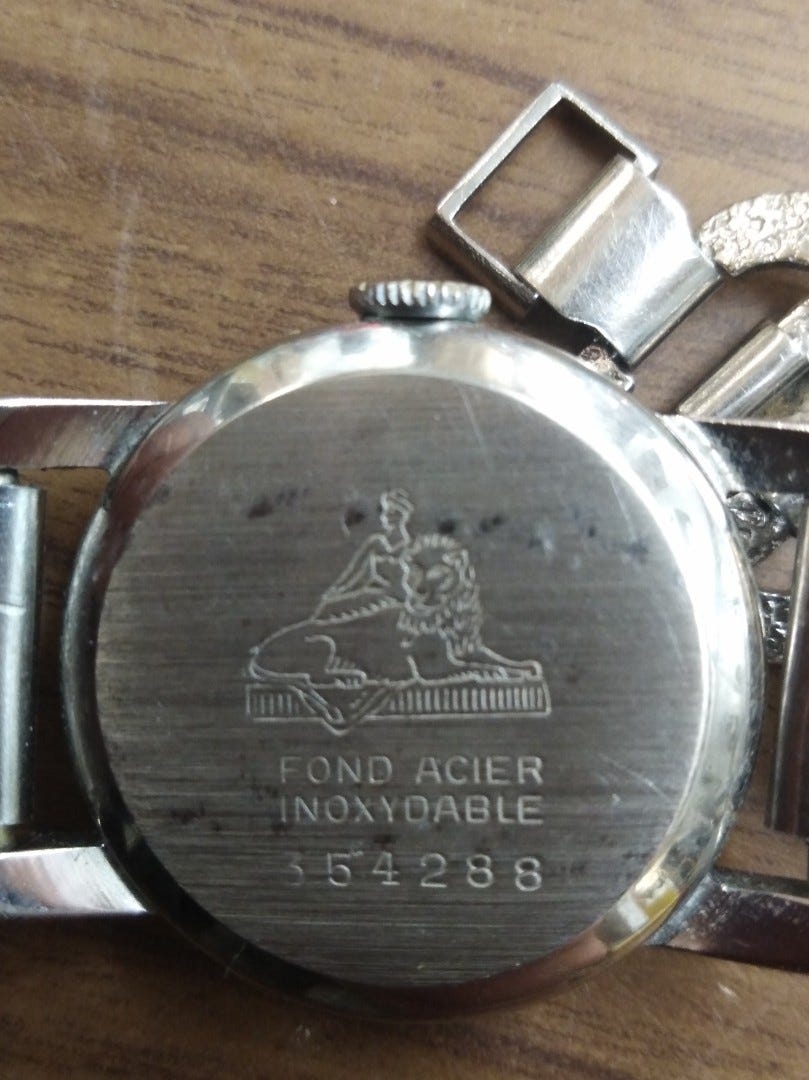 FOND ACIER
INOXYDABLE
354288